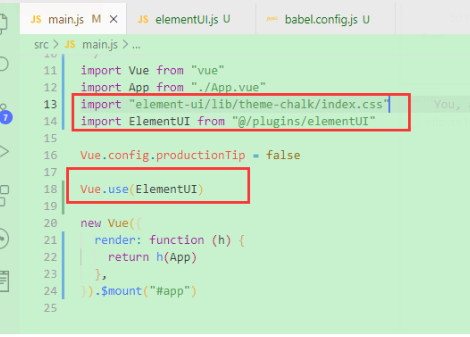 JS main.js M × JS elementUI.js U babel.config.js U
src > JS main.js > ...
11 import Vue from "vue"
12 import App from "./App.vue"
13 import "element-ui/lib/theme-chalk/index.css" You,
14 import ElementUI from "@/plugins/elementUI"
15
16 Vue.config.productionTip = false
17
18 Vue.use(ElementUI)
19
20 new Vue({
21 render: function (h) {
22 return h(App)
23 },
24 }).$mount("#app")
25
7